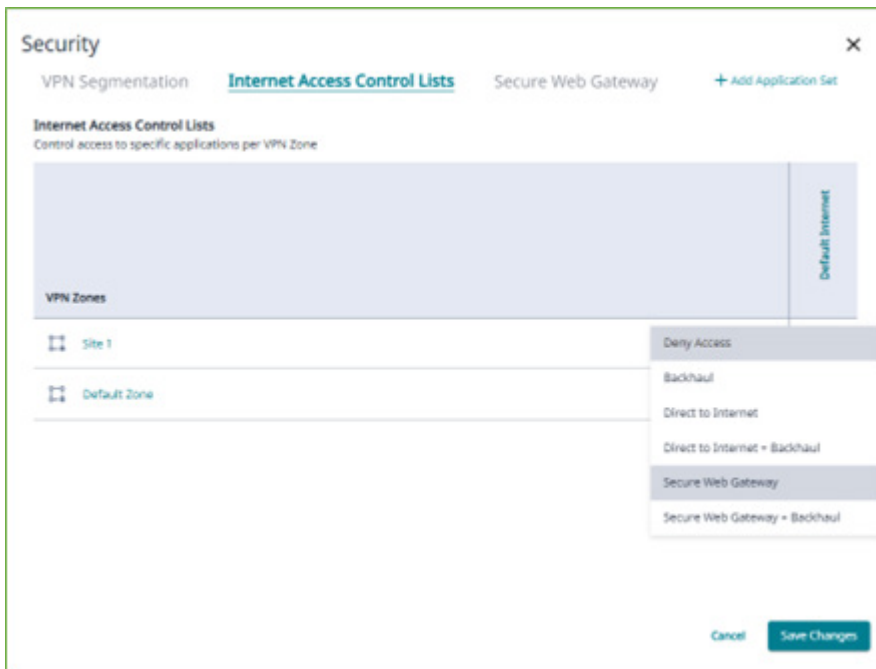 Security
VPN Segmentation Internet Access Control Lists Secure Web Gateway + Add Application Set
Internet Access Control Lists
Control access to specific applications per VPN Zone
Default Internet
VPN Zones
Site 1
Default Zone
Deny Access
Backhaul
Direct to Internet
Direct to Internet + Backhaul
Secure Web Gateway
Secure Web Gateway + Backhaul
Cancel Save Changes